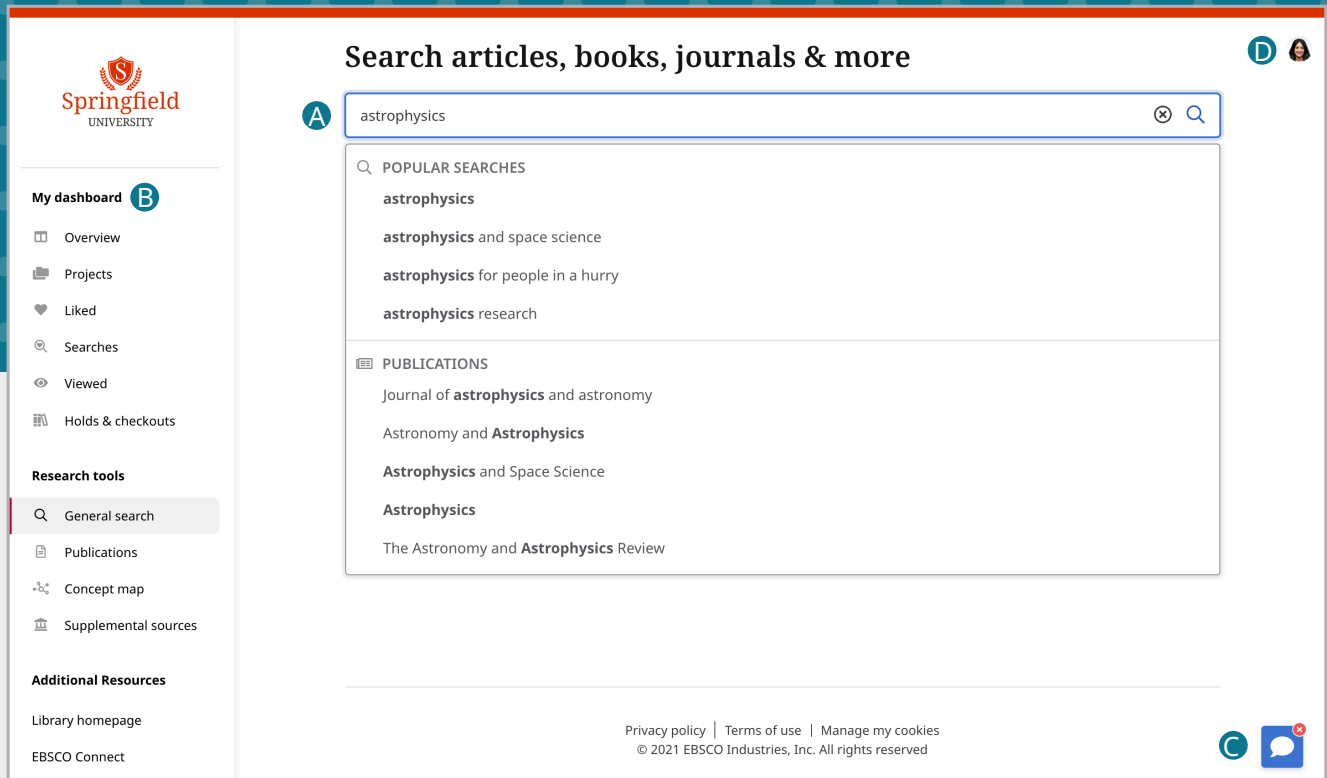 S
Springfield
UNIVERSITY
My dashboard B
Overview
Projects
Liked
Searches
Viewed
Holds & checkouts
Research tools
General search
Publications
Concept map
Supplemental sources
Additional Resources
Library homepage
EBSCO Connect
Search articles, books, journals & more
D
A
astrophysics
POPULAR SEARCHES
astrophysics
astrophysics and space science
astrophysics for people in a hurry
astrophysics research
PUBLICATIONS
Journal of astrophysics and astronomy
Astronomy and Astrophysics
Astrophysics and Space Science
Astrophysics
The Astronomy and Astrophysics Review
Privacy policy | Terms of use | Manage my cookies
© 2021 EBSCO Industries, Inc. All rights reserved
C